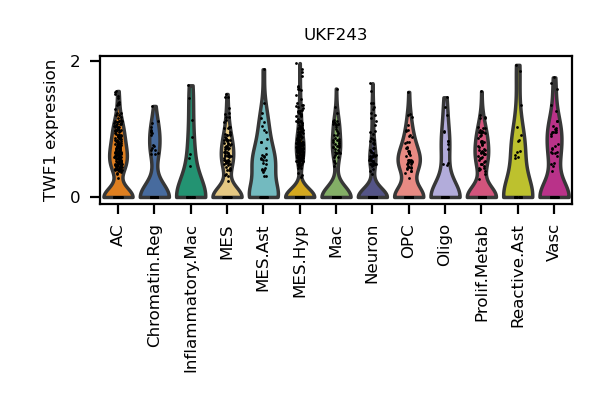 UKF243
TWF1 expression
2
0
AC
Chromatin.Reg
Inflammatory.Mac
MES
MES.Ast
MES.Hyp
Mac
Neuron
OPC
Oligo
Prolif.Metab
Reactive.Ast
Vasc